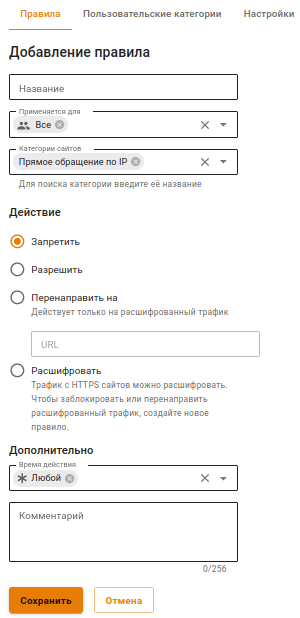 Правила Пользовательские категории Настройки
Добавление правила
Название
Применяется для
Все
Категории сайтов
Прямое обращение по IP
Для поиска категории введите её название
Действие
Запретить
Разрешить
Перенаправить на
Действует только на расшифрованный трафик
URL
Расшифровать
Трафик с HTTPS сайтов можно расшифровать.
Чтобы заблокировать или перенаправить
расшифрованный трафик, создайте новое
правило.
Дополнительно
Время действия
Любой
Комментарий
0/256
Сохранить Отмена